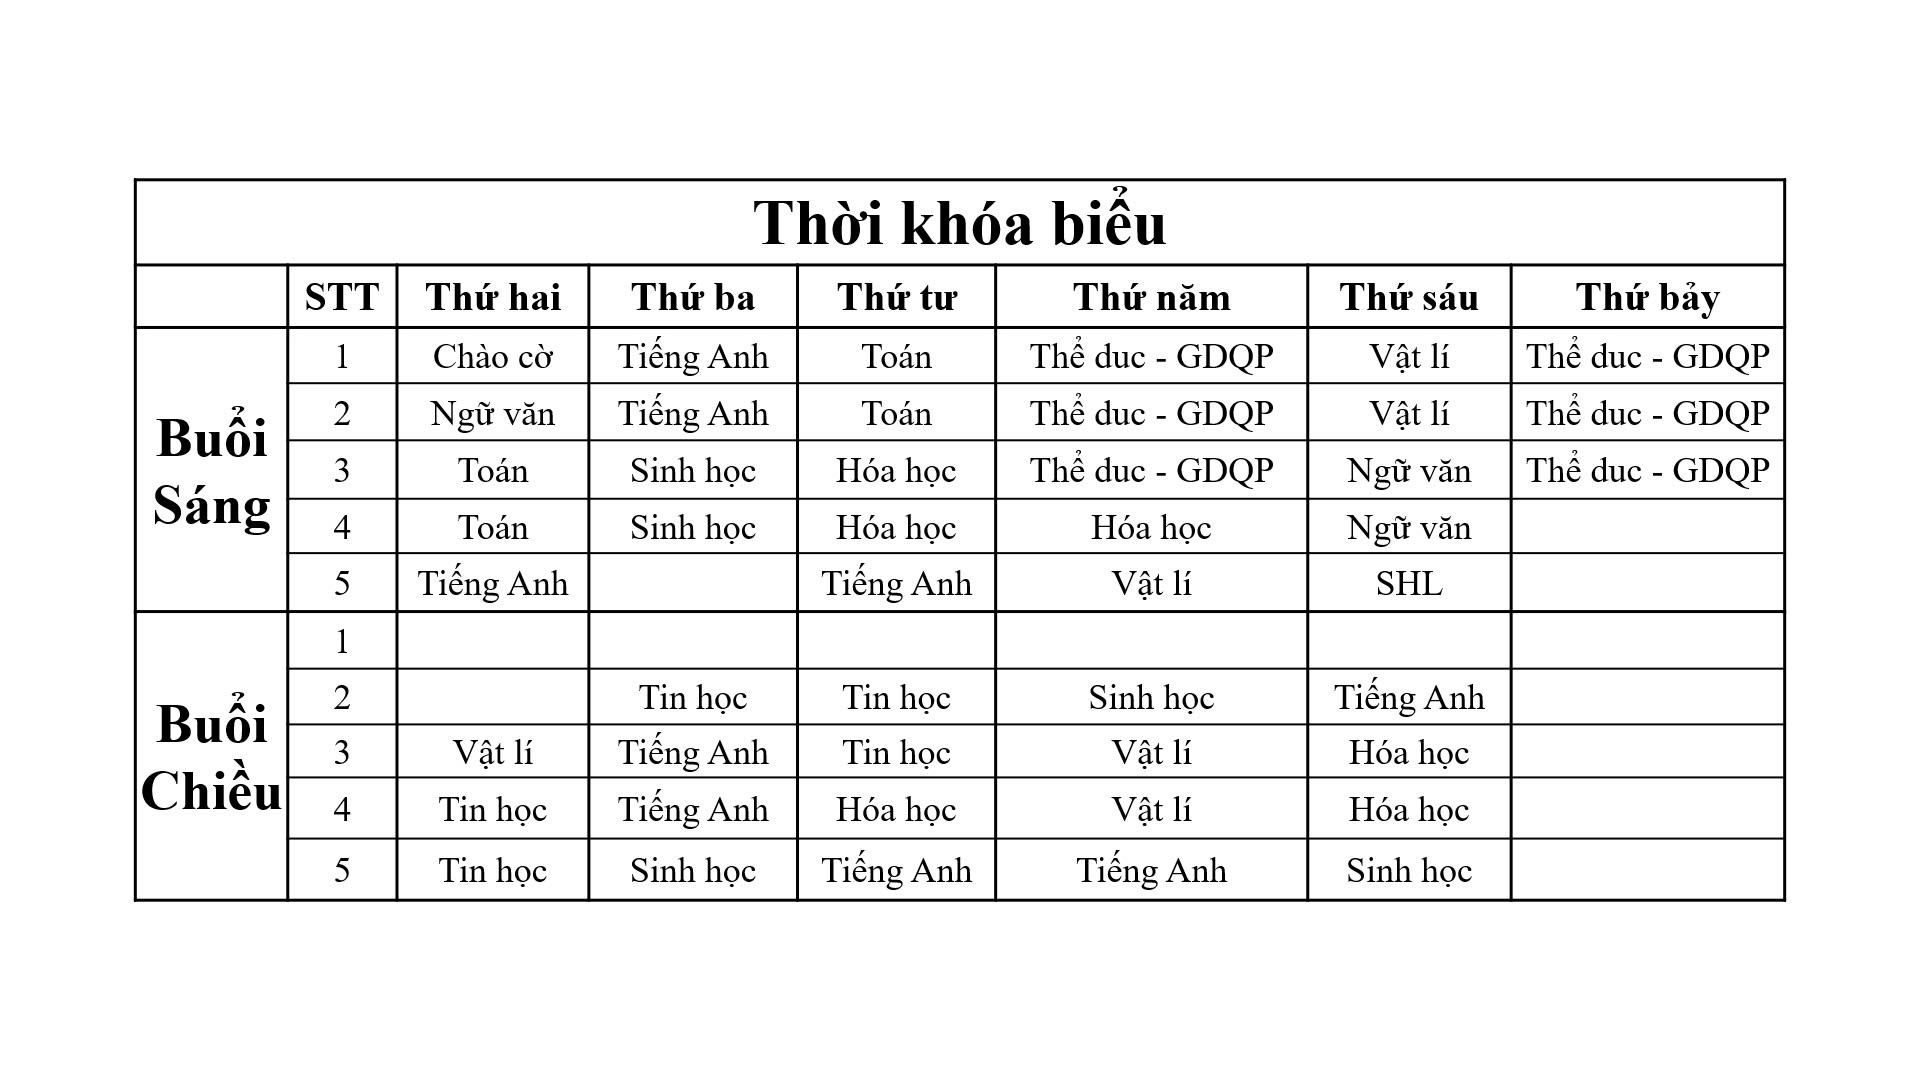 Thời khóa biểu
STT Thứ hai Thứ ba Thứ tư Thứ năm Thứ sáu Thứ bảy
Buổi Sáng
1 Chào cờ Tiếng Anh Toán Thể duc - GDQP Vật lí Thể duc - GDQP
2 Ngữ văn Tiếng Anh Toán Thể duc - GDQP Vật lí Thể duc - GDQP
3 Toán Sinh học Hóa học Thể duc - GDQP Ngữ văn Thể duc - GDQP
4 Toán Sinh học Hóa học Hóa học Ngữ văn
5 Tiếng Anh Tiếng Anh Vật lí SHL
Buổi Chiều
1
2 Tin học Tin học Sinh học Tiếng Anh
3 Vật lí Tiếng Anh Tin học Vật lí Hóa học
4 Tin học Tiếng Anh Hóa học Vật lí Hóa học
5 Tin học Sinh học Tiếng Anh Tiếng Anh Sinh học